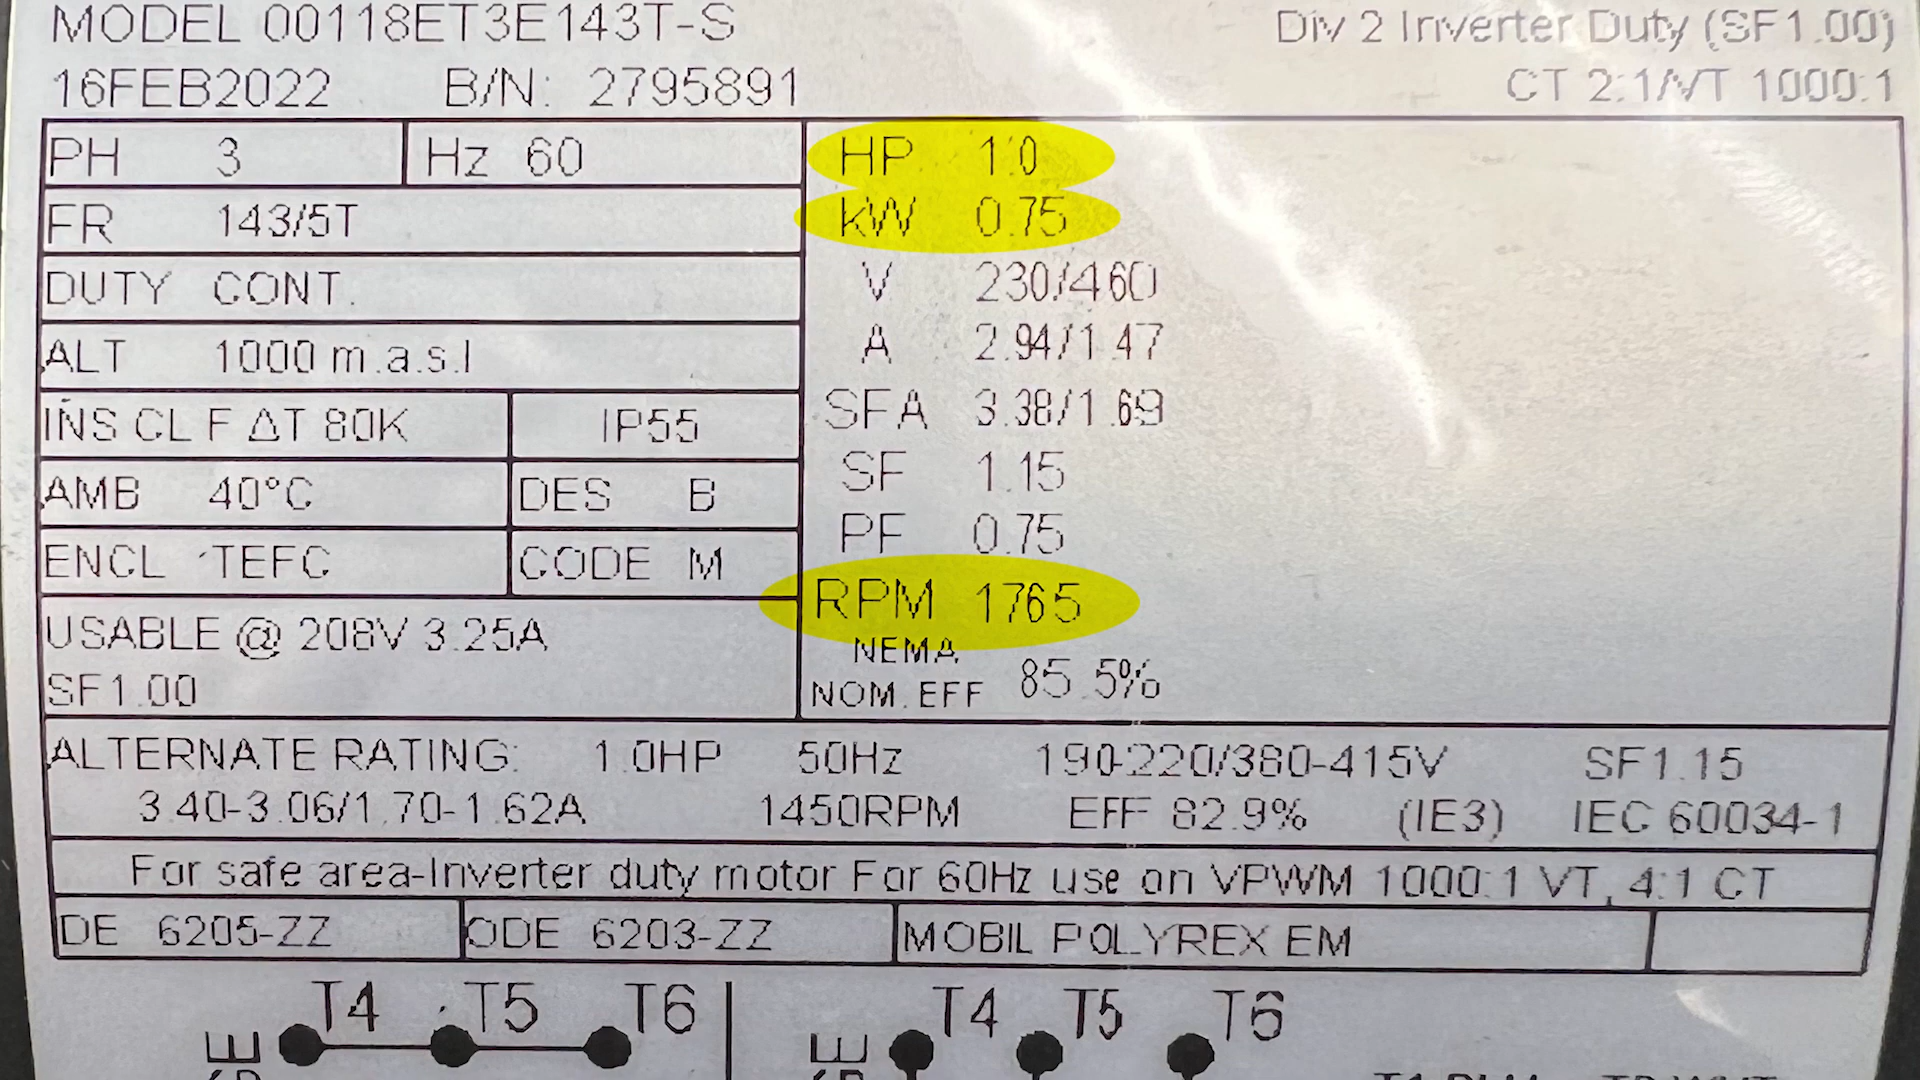 MODEL 00118ET3E143T-S
Div 2 Inverter Duty (SF1.00)
16FEB2022 B/N: 2795891
CT 2:1/VT 1000:1
PH 3 Hz 60
FR 143/5T
DUTY CONT.
ALT 1000 m.a.s.l
INS CL F ΔT 80K IP55
AMB 40°C DES B
ENCL TEFC CODE M
USABLE @ 208V 3.25A
SF1.00
HP 1.0
kW 0.75
V 230/460
A 2.94/1.47
SFA 3.38/1.69
SF 1.15
PF 0.75
RPM 1765
NEMA
NOM. EFF 85.5%
ALTERNATE RATING: 1.0HP 50Hz 190-220/380-415V SF1.15
3.40-3.06/1.70-1.62A 1450RPM EFF 82.9% (IE3) IEC 60034-1
For safe area-Inverter duty motor For 60Hz use on VPWM 1000:1 VT, 4:1 CT
DE 6205-ZZ ODE 6203-ZZ MOBIL POLYREX EM
T4 T5 T6
T4 T5 T6